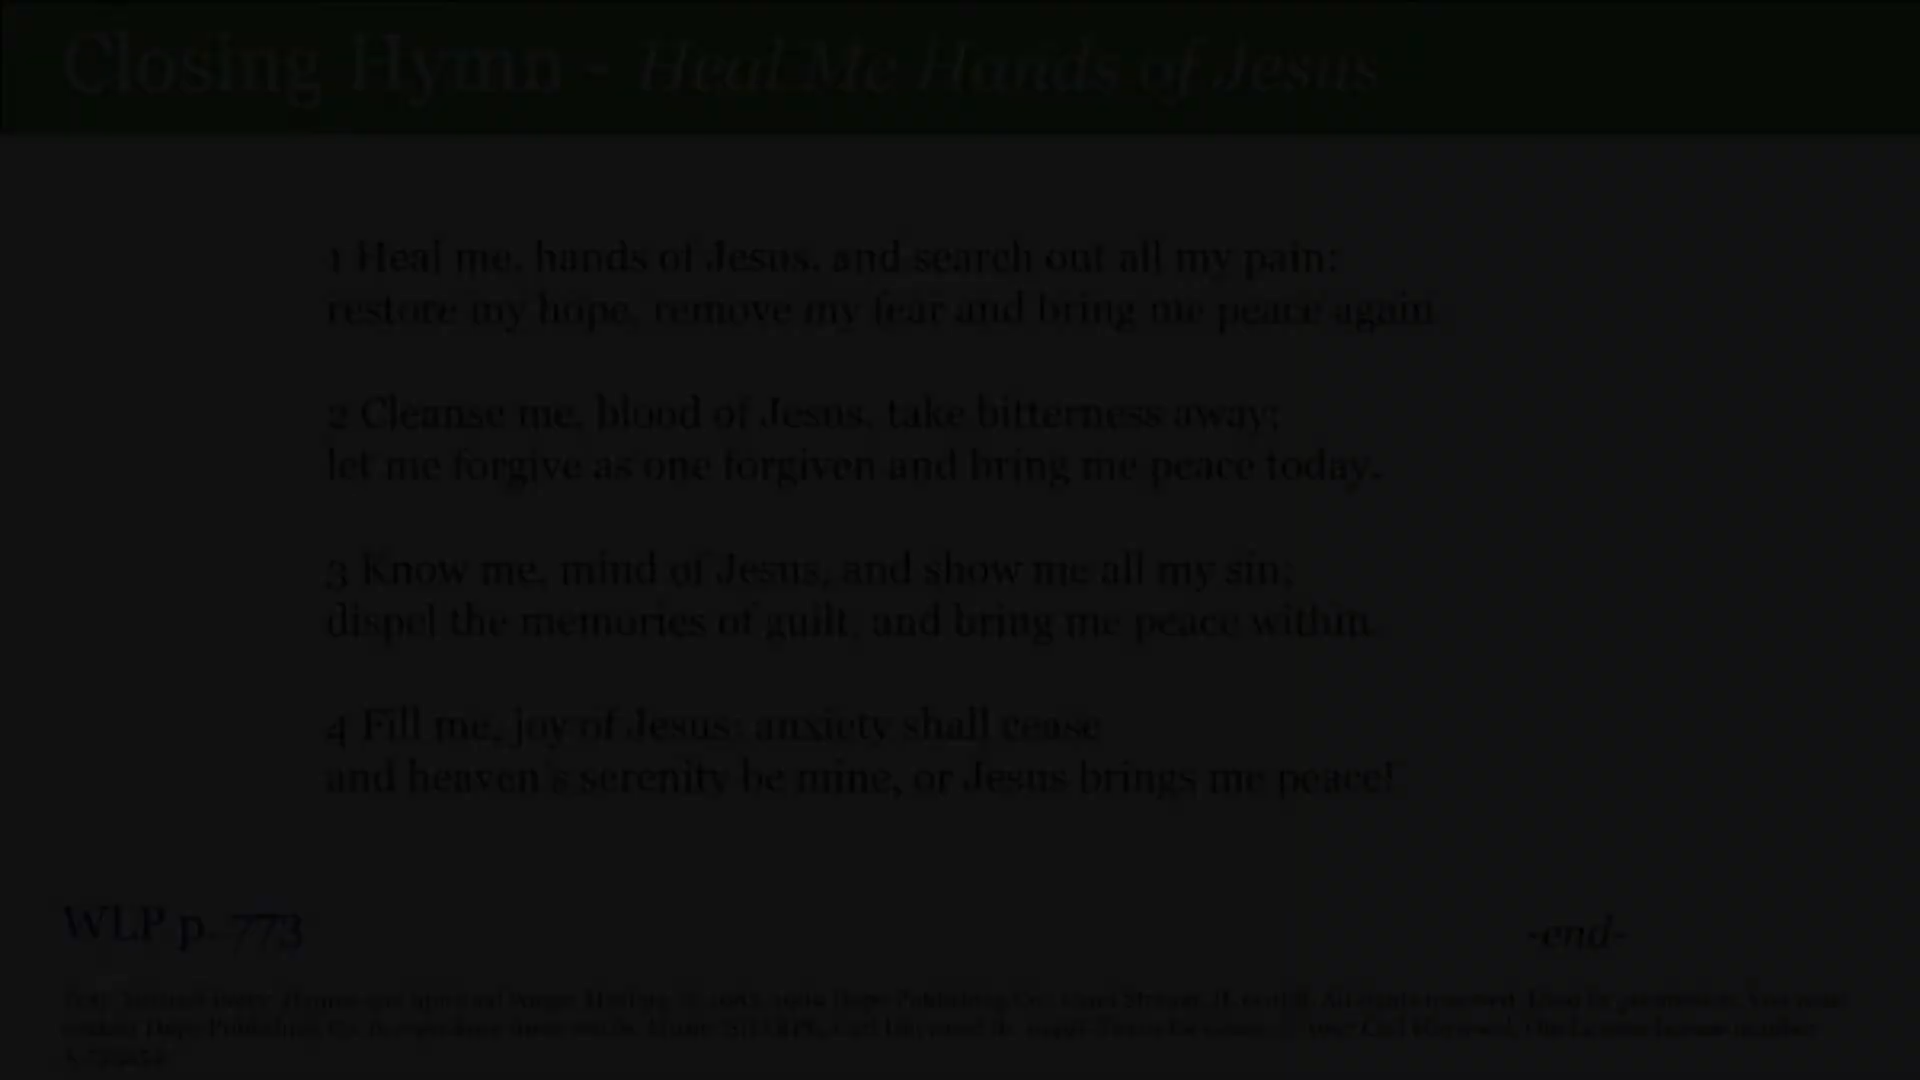 Closing Hymn - Heal Me Hands of Jesus
1 Heal me, hands of Jesus, and search out all my pain;
restore my hope, remove my fear and bring me peace again
2 Cleanse me, blood of Jesus, take bitterness away;
let me forgive as one forgiven and bring me peace today.
3 Know me, mind of Jesus, and show me all my sin;
dispel the memories of guilt, and bring me peace within.
4 Fill me, joy of Jesus; anxiety shall cease
and heaven's serenity be mine, or Jesus brings me peace!
WLP p. 773
-end-